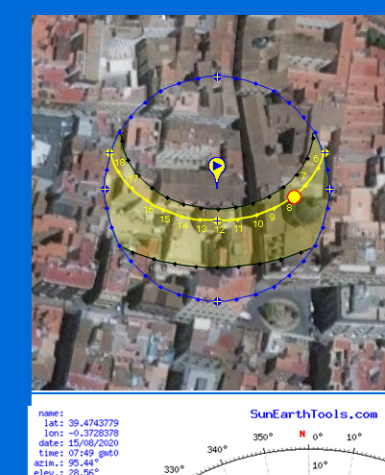 18
17
16
15
14
13
12
11
10
9
8
7
6
name:
lat: 39.4743779
lon: -0.3728378
date: 15/08/2020
time: 07:49 gmt0
azim.: 95.44°
elev.: 28.56°
SunEarthTools.com
N
330°
340°
350°
0°
10°
10°